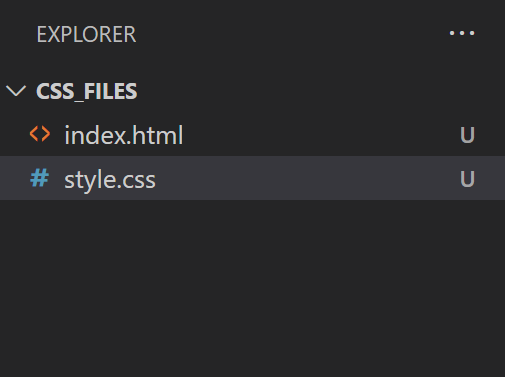 EXPLORER ...
CSS_FILES
<> index.html U
# style.css U